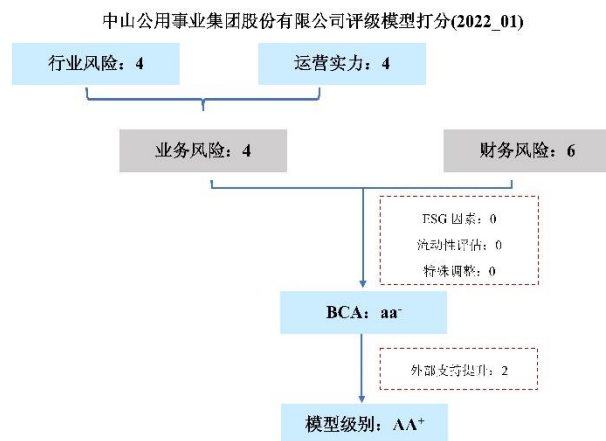 中山公用事业集团股份有限公司评级模型打分(2022_01)
行业风险：4
运营实力：4
业务风险：4
财务风险：6
ESG 因素：0
流动性评估：0
特殊调整：0
BCA：aa-
外部支持提升：2
模型级别：AA+